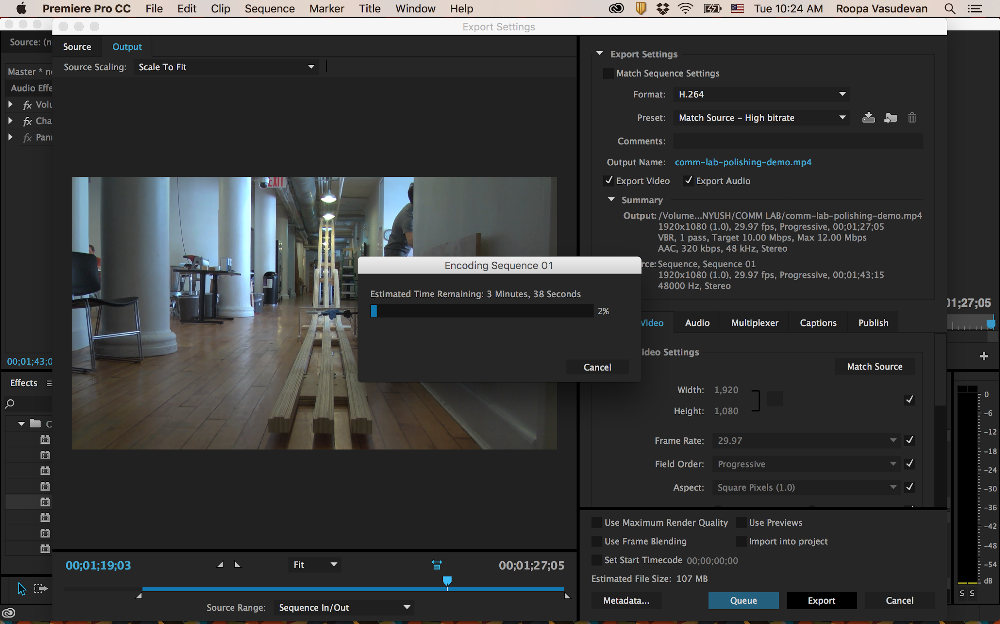 Premiere Pro CC File Edit Clip Sequence Marker Title Window Help Tue 10:24 AM Roopa Vasudevan
Export Settings
Source: (n
Master * ne
Audio Effe
fx Volu
fx Cha
fx Pann
00;01;43;0
Effects
C
Source Output
Source Scaling: Scale To Fit
EXIT
Encoding Sequence 01
Estimated Time Remaining: 3 Minutes, 38 Seconds
2%
Cancel
00;01;19;03 Fit 00;01;27;05
Source Range: Sequence In/Out
Export Settings
Match Sequence Settings
Format: H.264
Preset: Match Source – High bitrate
Comments:
Output Name: comm-lab-polishing-demo.mp4
Export Video Export Audio
Summary
Output: /Volume...NYUSH/COMM LAB/comm-lab-polishing-demo.mp4
1920x1080 (1.0), 29.97 fps, Progressive, 00;01;27;05
VBR, 1 pass, Target 10.00 Mbps, Max 12.00 Mbps
AAC, 320 kbps, 48 kHz, Stereo
rce: Sequence, Sequence 01
1920x1080 (1.0), 29.97 fps, Progressive, 00;01;43;15
48000 Hz, Stereo
Video Audio Multiplexer Captions Publish
ideo Settings
Match Source
Width: 1,920
Height: 1,080
Frame Rate: 29.97
Field Order: Progressive
Aspect: Square Pixels (1.0)
Use Maximum Render Quality Use Previews
Use Frame Blending Import into project
Set Start Timecode 00;00;00;00
Estimated File Size: 107 MB
Metadata... Queue Export Cancel
01;27;05
0
-6
-12
-18
-24
-30
-36
-42
-48
-54
dB
S S